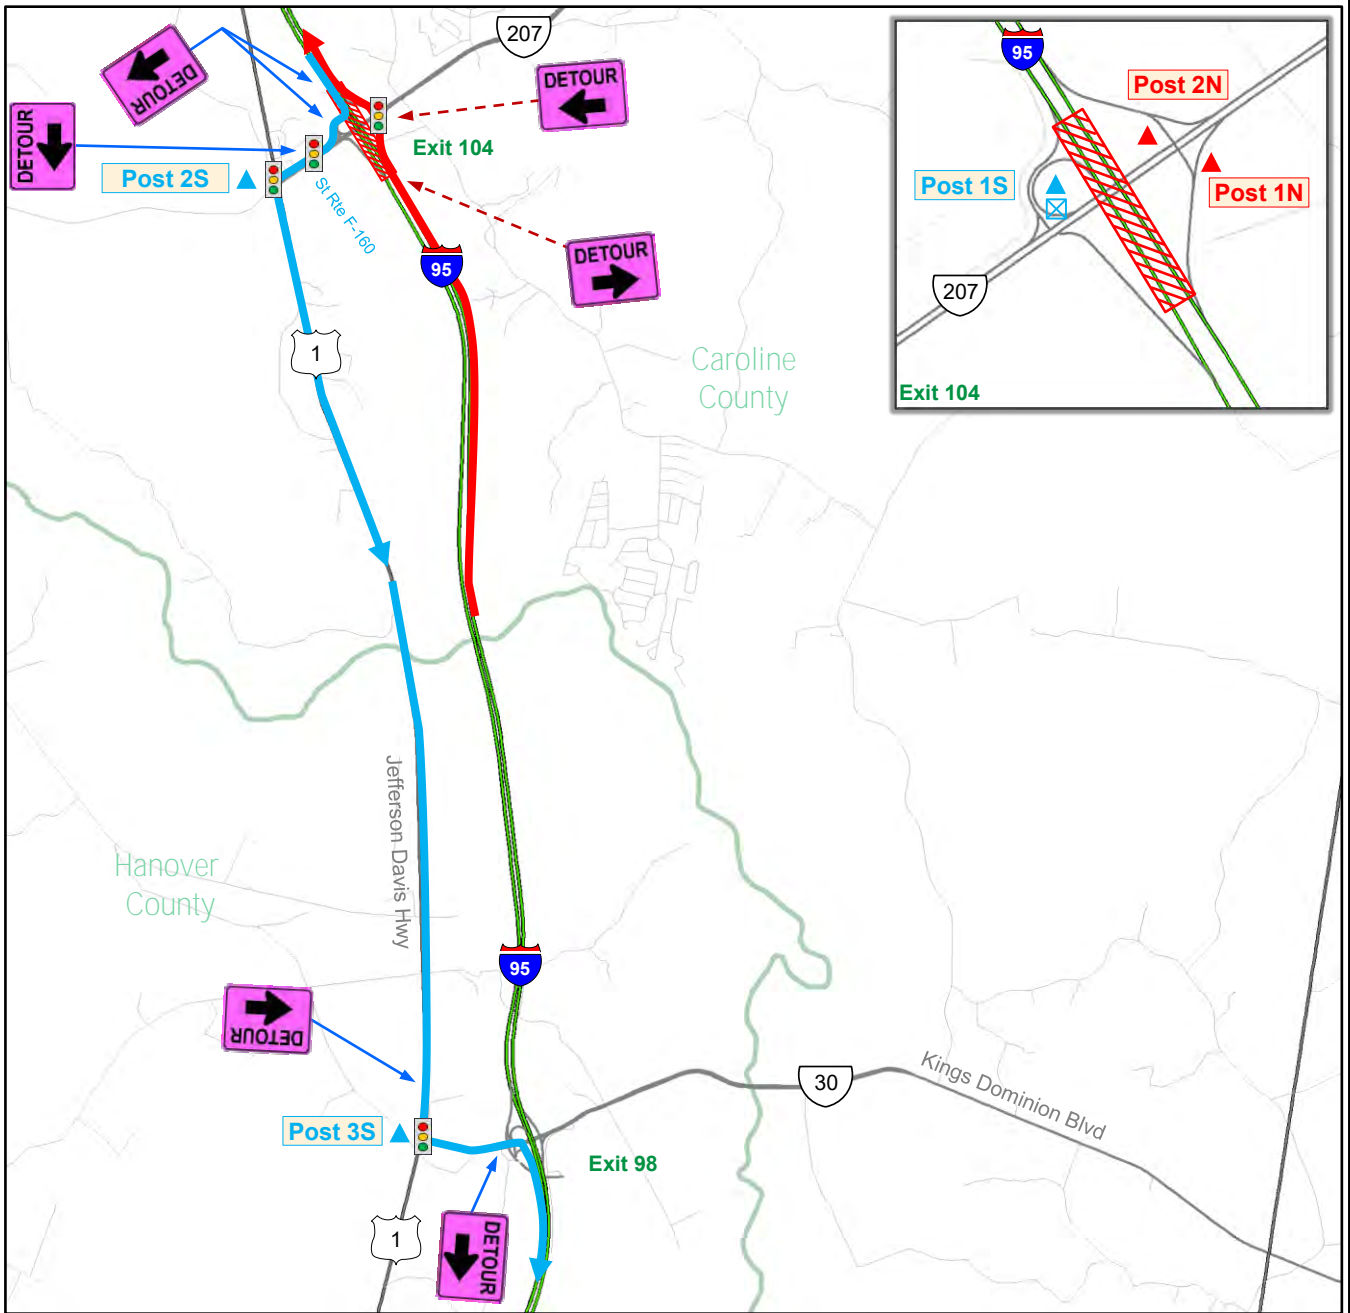 207
DETOUR
DETOUR
DETOUR
Exit 104
Post 2S
St Rte F-160
DETOUR
95
1
Caroline
County
95
Post 2N
Post 1S
Post 1N
207
Exit 104
Jefferson Davis Hwy
Hanover
County
95
DETOUR
30
Kings Dominion Blvd
Post 3S
Exit 98
1
DETOUR